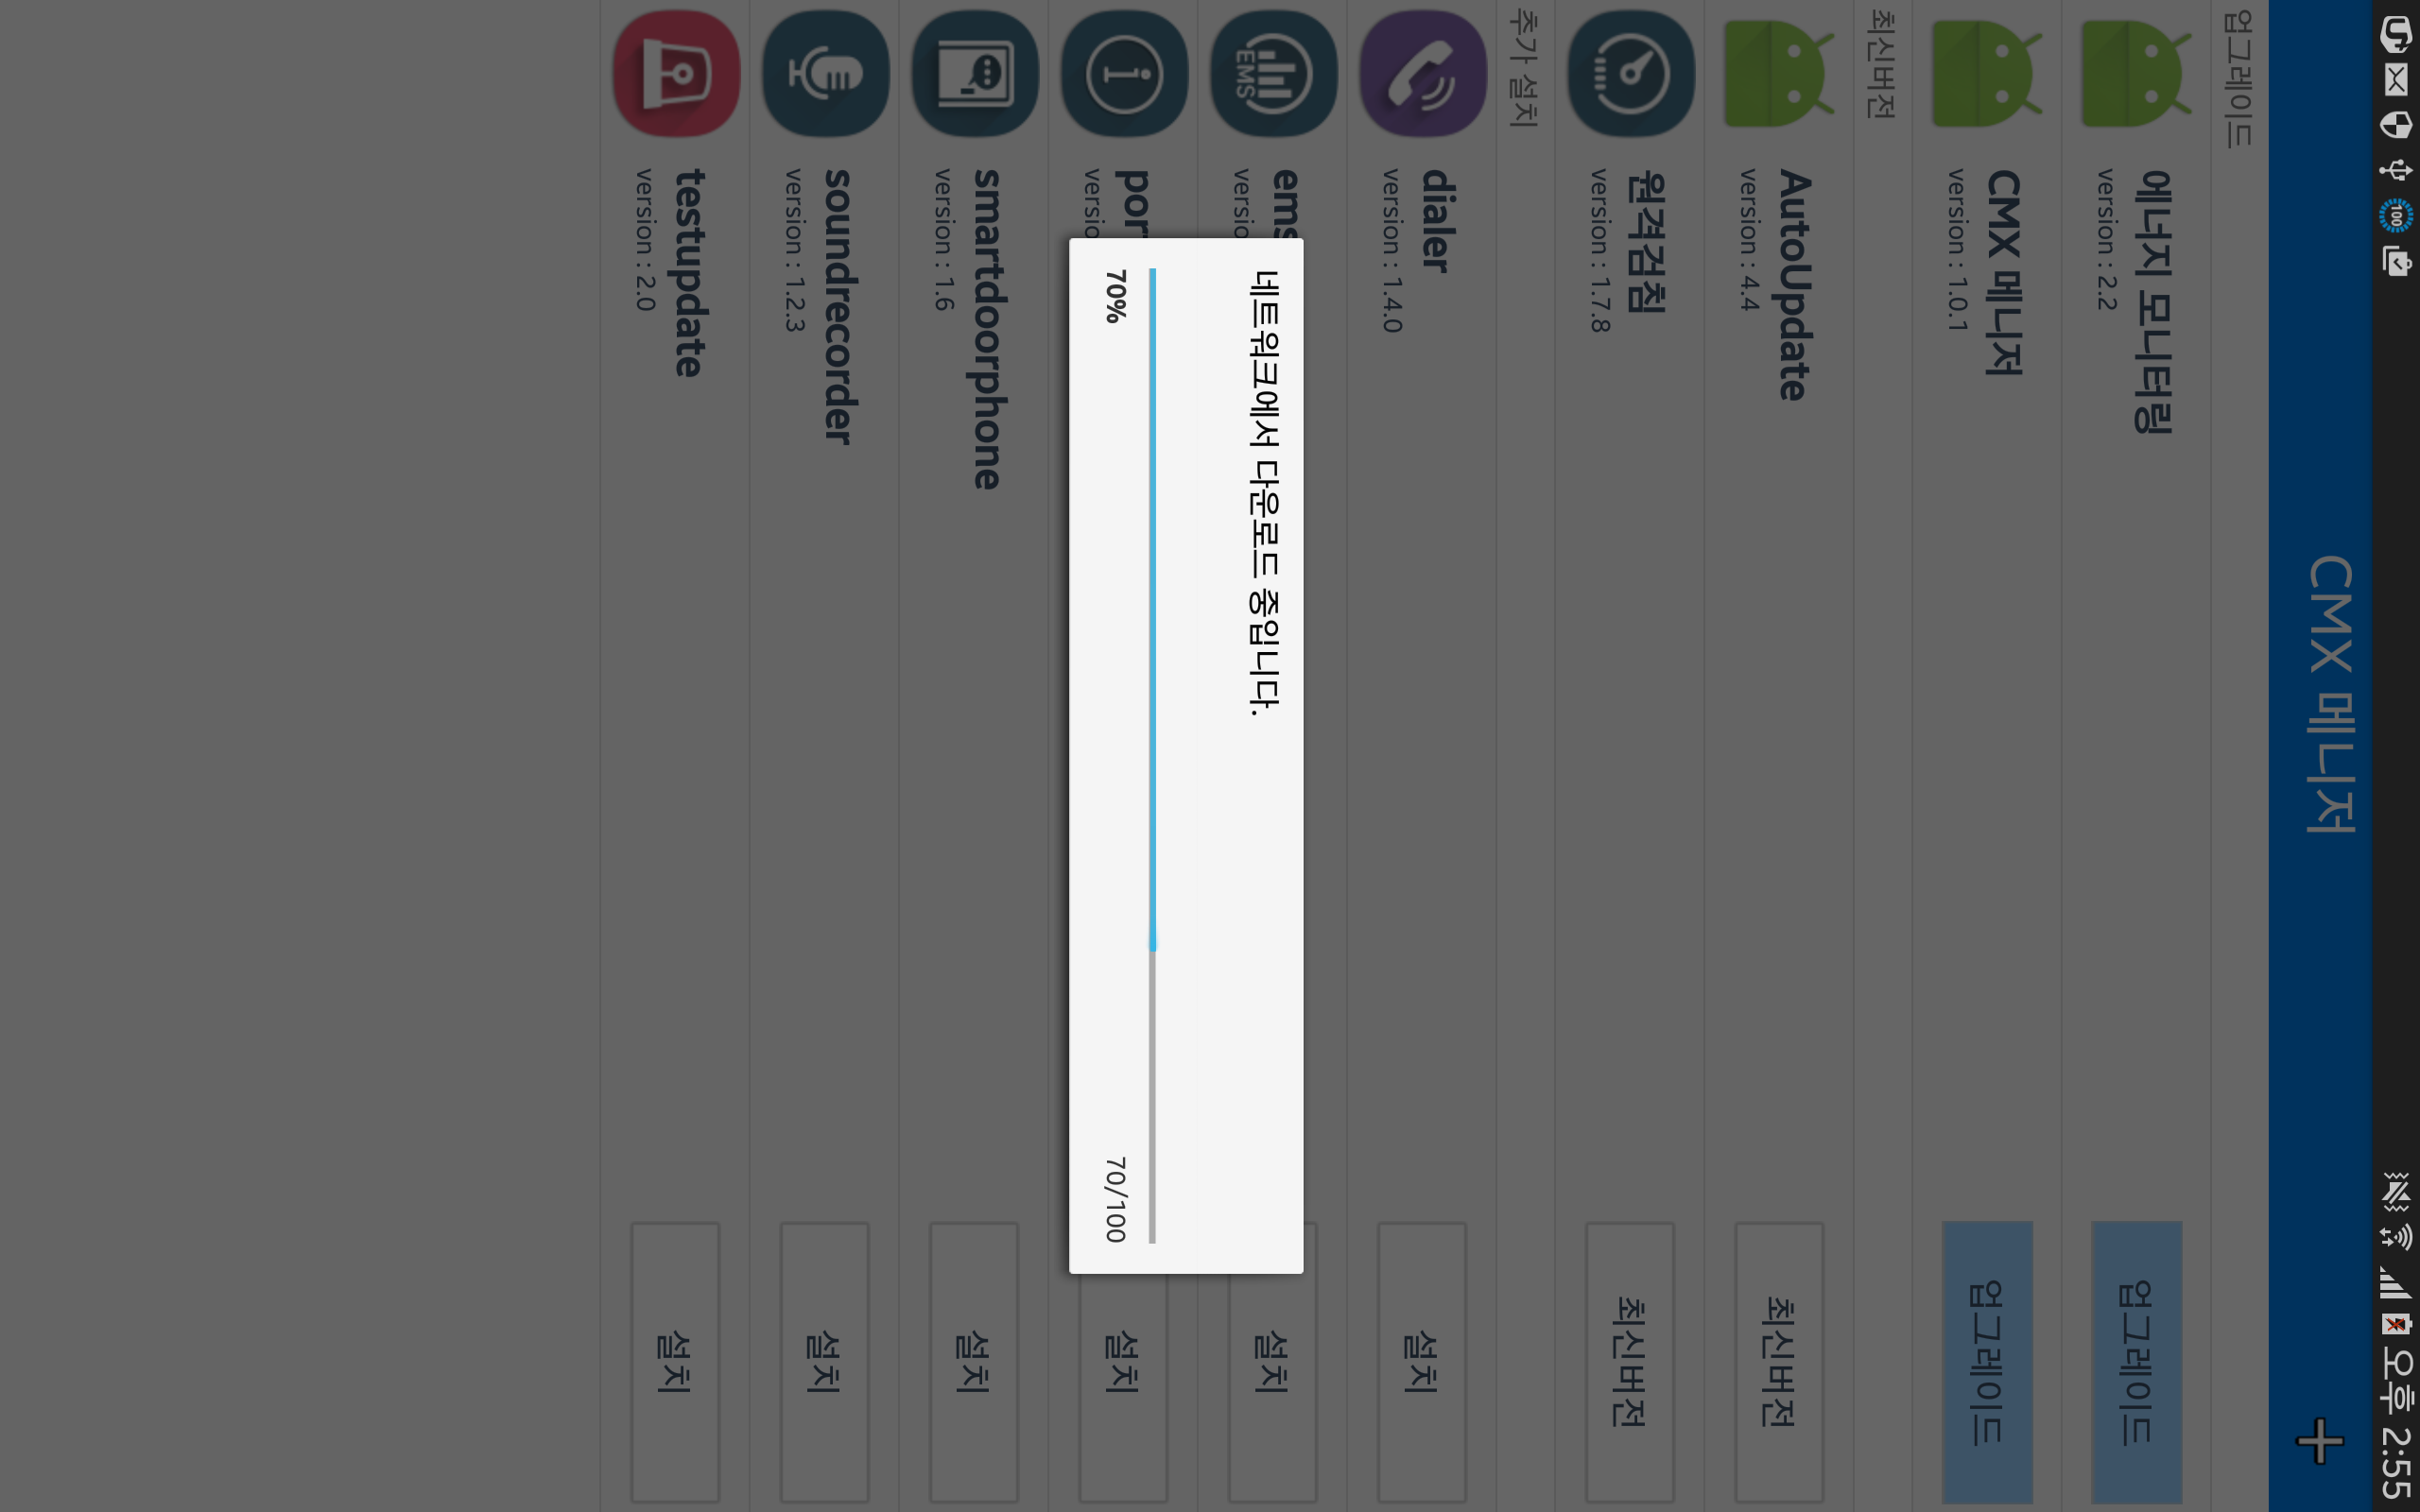 100
오후 2:55
CMX 메니저
업그레이드
에너지 모니터링
version : 2.2
업그레이드
CMX 메니저
version : 1.0.1
업그레이드
최신버전
AutoUpdate
version : 4.4
최신버전
원격검침
version : 1.7.8
최신버전
추가 설치
dialer
version : 1.4.0
설치
EMS
ems
versio
설치
네트워크에서 다운로드 중입니다.
70%
70/100
por
versio
설치
smartdoorphone
version : 1.6
설치
soundrecorder
version : 1.2.3
설치
testupdate
version : 2.0
설치